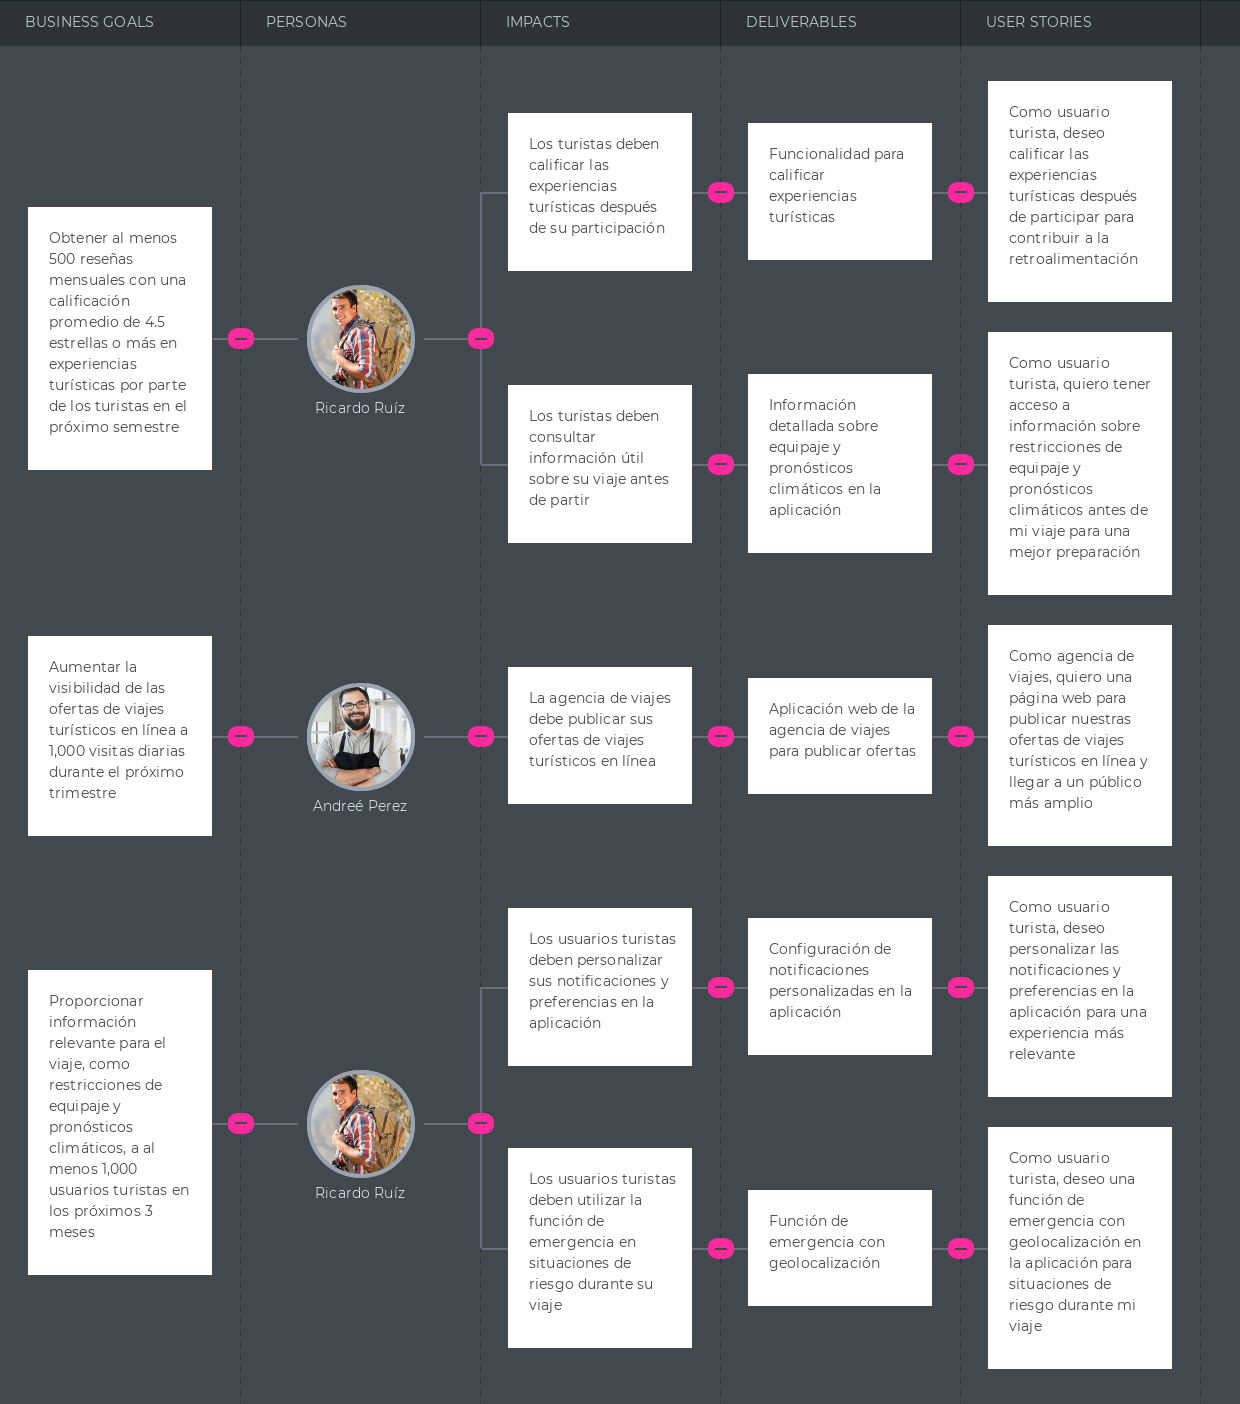 BUSINESS GOALS
PERSONAS
IMPACTS
DELIVERABLES
USER STORIES
Obtener al menos
500 reseñas
mensuales con una
calificación
promedio de 4.5
estrellas o más en
experiencias
turísticas por parte
de los turistas en el
próximo semestre
Ricardo Ruíz
Los turistas deben
calificar las
experiencias
turísticas después
de su participación
Funcionalidad para
calificar
experiencias
turísticas
Como usuario
turista, deseo
calificar las
experiencias
turísticas después
de participar para
contribuir a la
retroalimentación
Los turistas deben
consultar
información útil
sobre su viaje antes
de partir
Información
detallada sobre
equipaje y
pronósticos
climáticos en la
aplicación
Como usuario
turista, quiero tener
acceso a
información sobre
restricciones de
equipaje y
pronósticos
climáticos antes de
mi viaje para una
mejor preparación
Aumentar la
visibilidad de las
ofertas de viajes
turísticos en línea a
1,000 visitas diarias
durante el próximo
trimestre
Andreé Perez
La agencia de viajes
debe publicar sus
ofertas de viajes
turísticos en línea
Aplicación web de la
agencia de viajes
para publicar ofertas
Como agencia de
viajes, quiero una
página web para
publicar nuestras
ofertas de viajes
turísticos en línea y
llegar a un público
más amplio
Proporcionar
información
relevante para el
viaje, como
restricciones de
equipaje y
pronósticos
climáticos, a al
menos 1,000
usuarios turistas en
los próximos 3
meses
Ricardo Ruíz
Los usuarios turistas
deben personalizar
sus notificaciones y
preferencias en la
aplicación
Configuración de
notificaciones
personalizadas en la
aplicación
Como usuario
turista, deseo
personalizar las
notificaciones y
preferencias en la
aplicación para una
experiencia más
relevante
Los usuarios turistas
deben utilizar la
función de
emergencia en
situaciones de
riesgo durante su
viaje
Función de
emergencia con
geolocalización
Como usuario
turista, deseo una
función de
emergencia con
geolocalización en
la aplicación para
situaciones de
riesgo durante mi
viaje